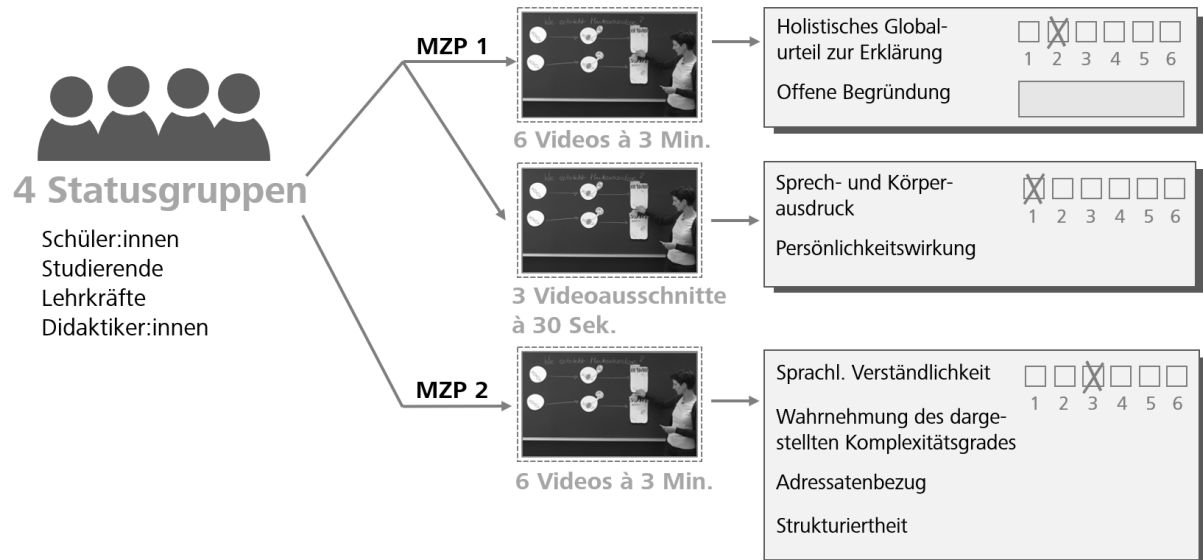 4 Statusgruppen
Schüler:innen
Studierende
Lehrkräfte
Didaktiker:innen
MZP 1
6 Videos à 3 Min.
Holistisches Global-
urteil zur Erklärung
1 2 3 4 5 6
Offene Begründung
3 Videoausschnitte
à 30 Sek.
Sprech- und Körper-
ausdruck
1 2 3 4 5 6
Persönlichkeitswirkung
MZP 2
6 Videos à 3 Min.
Sprachl. Verständlichkeit
1 2 3 4 5 6
Wahrnehmung des darge-
stellten Komplexitätsgrades
Adressatenbezug
Strukturiertheit